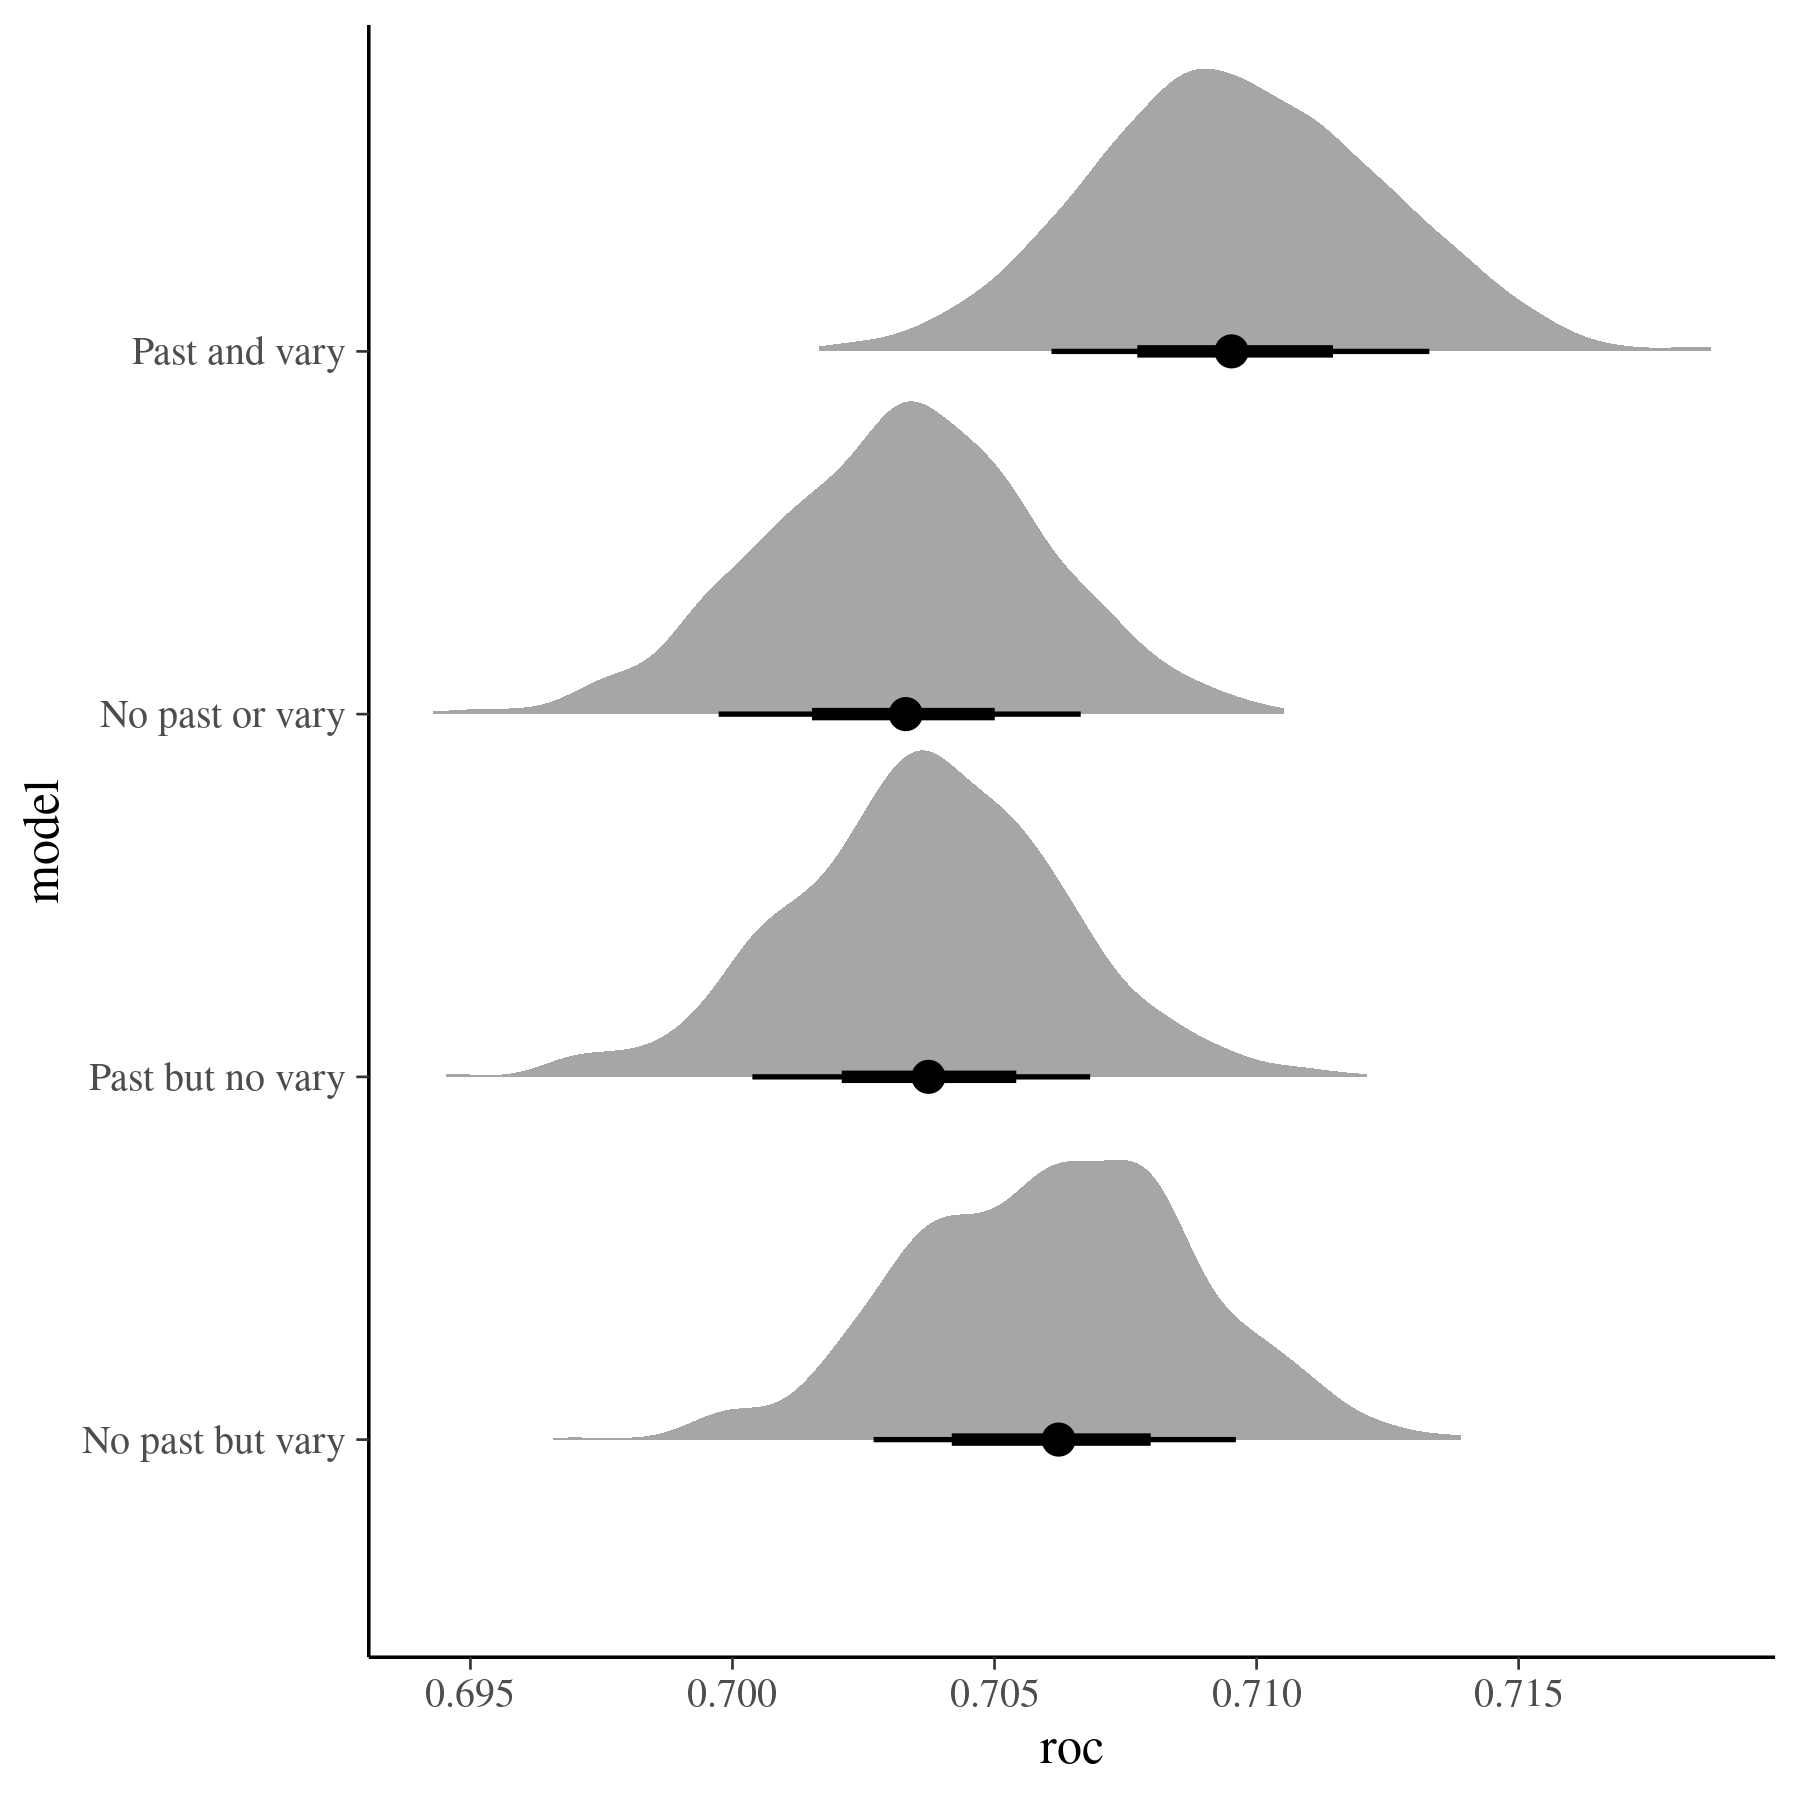 model
Past and vary
No past or vary
Past but no vary
No past but vary
0.695 0.700 0.705 0.710 0.715
roc